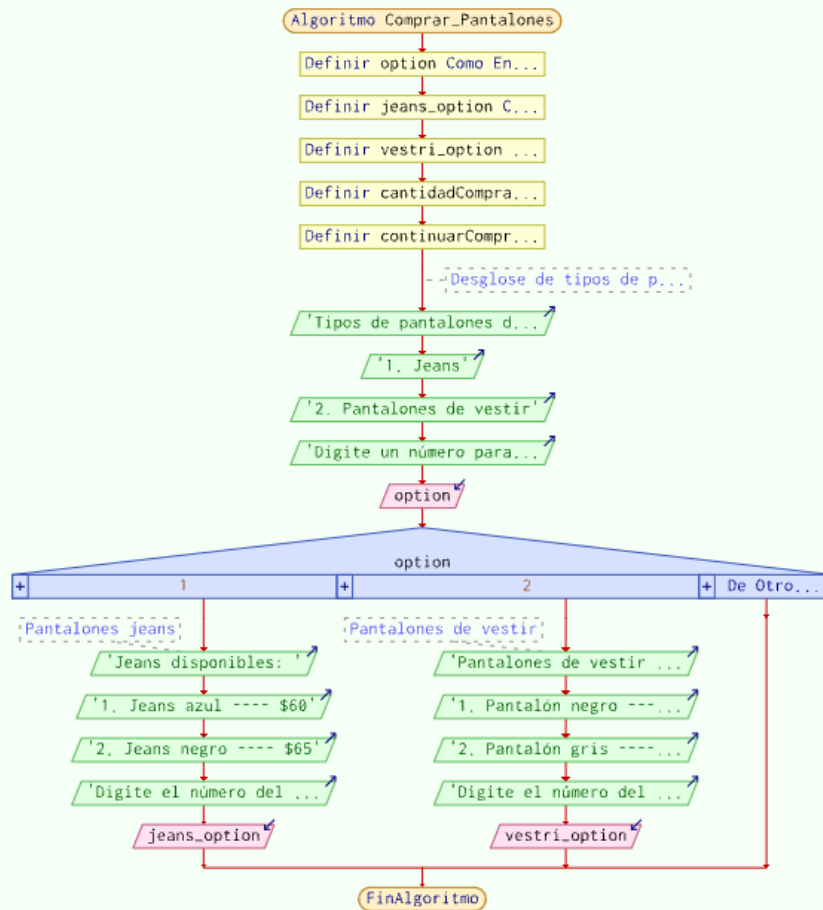 Algoritmo Comprar_Pantalones
Definir option Como En...
Definir jeans_option C...
Definir vestri_option ...
Definir cantidadCompra...
Definir continuarCompr...
Desglose de tipos de p...
'Tipos de pantalones d...
'1. Jeans'
'2. Pantalones de vestir'
'Digite un número para...
option
option
+ 1 + 2 + De Otro...
Pantalones jeans
'Jeans disponibles: '
'1. Jeans azul ---- $60'
'2. Jeans negro ---- $65'
'Digite el número del ...
jeans_option
Pantalones de vestir
'Pantalones de vestir ...
'1. Pantalón negro ---...
'2. Pantalón gris ----...
'Digite el número del ...
vestri_option
FinAlgoritmo